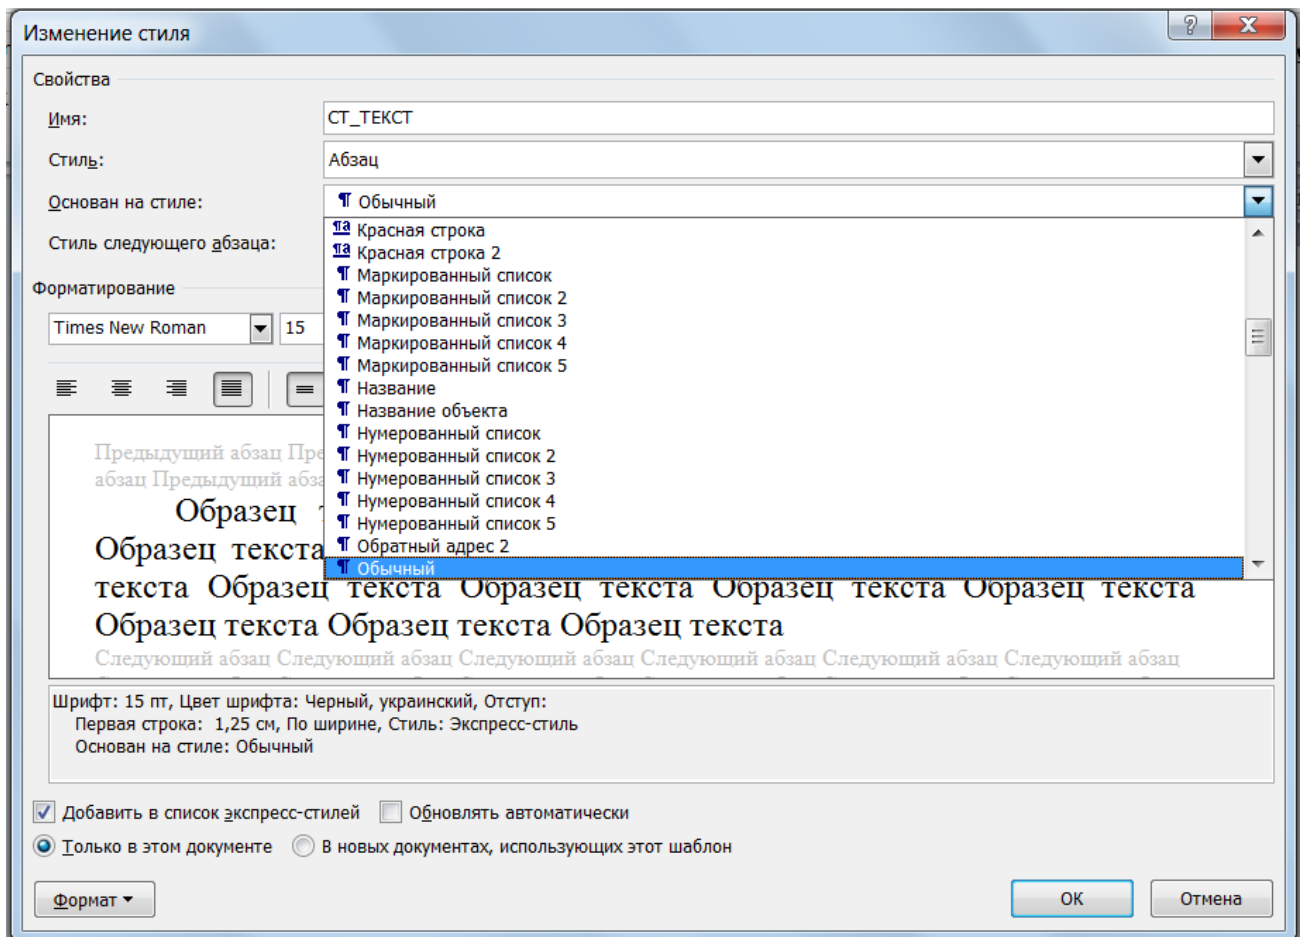 Изменение стиля
Свойства
Имя:
СТ_ТЕКСТ
Стиль:
Абзац
Основан на стиле:
¶ Обычный
Стиль следующего абзаца:
¶a Красная строка
¶a Красная строка 2
¶ Маркированный список
¶ Маркированный список 2
¶ Маркированный список 3
¶ Маркированный список 4
¶ Маркированный список 5
¶ Название
¶ Название объекта
¶ Нумерованный список
¶ Нумерованный список 2
¶ Нумерованный список 3
¶ Нумерованный список 4
¶ Нумерованный список 5
¶ Обратный адрес 2
¶ Обычный
Форматирование
Times New Roman 15
Предыдущий абзац Пре
абзац Предыдущий абза
Образец
Образец текста
текста Образец текста Образец текста Образец текста Образец текста
Образец текста Образец текста Образец текста
Следующий абзац Следующий абзац Следующий абзац Следующий абзац Следующий абзац Следующий абзац
Шрифт: 15 пт, Цвет шрифта: Черный, украинский, Отступ:
Первая строка: 1,25 см, По ширине, Стиль: Экспресс-стиль
Основан на стиле: Обычный
Добавить в список экспресс-стилей Обновлять автоматически
Только в этом документе В новых документах, использующих этот шаблон
Формат
ОК
Отмена